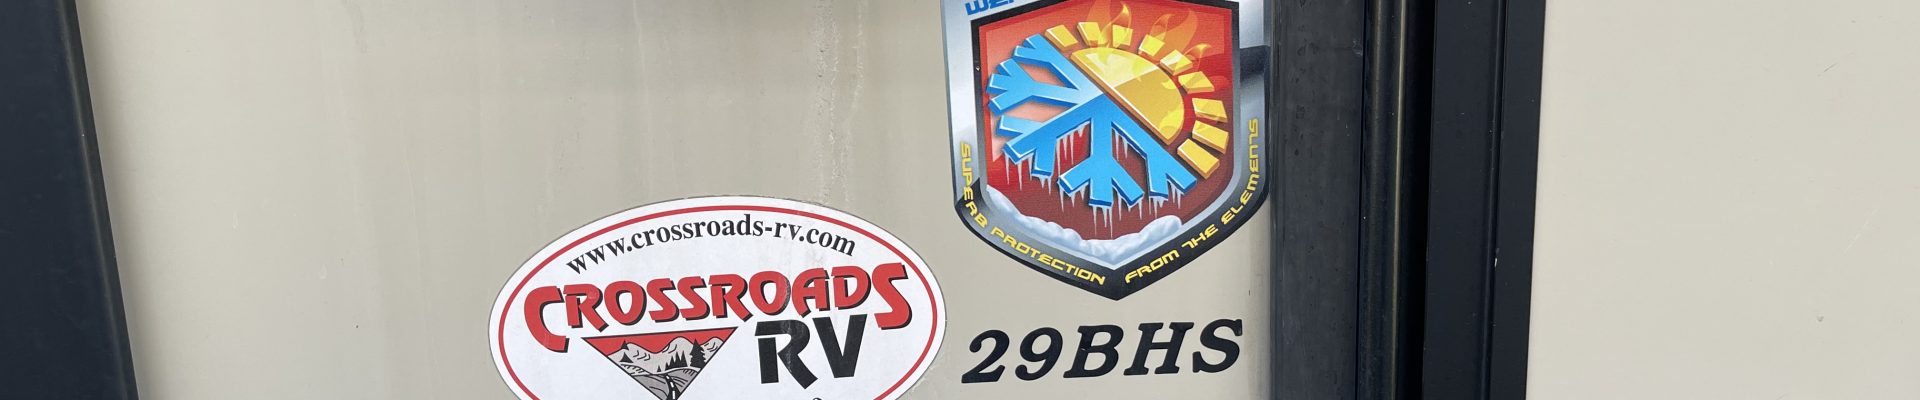 SUPERB PROTECTION FROM THE ELEMENTS
www.crossroads-rv.com
CROSSROADS
RV
29BHS